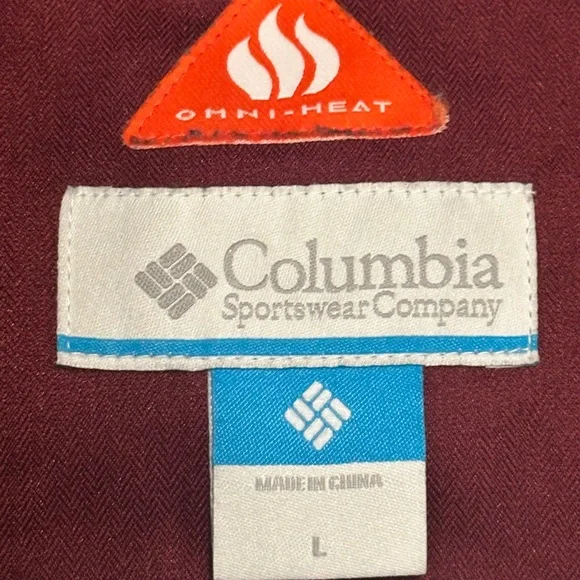 OMNI-HEAT
Columbia
Sportswear Company
MADE IN CHINA
L